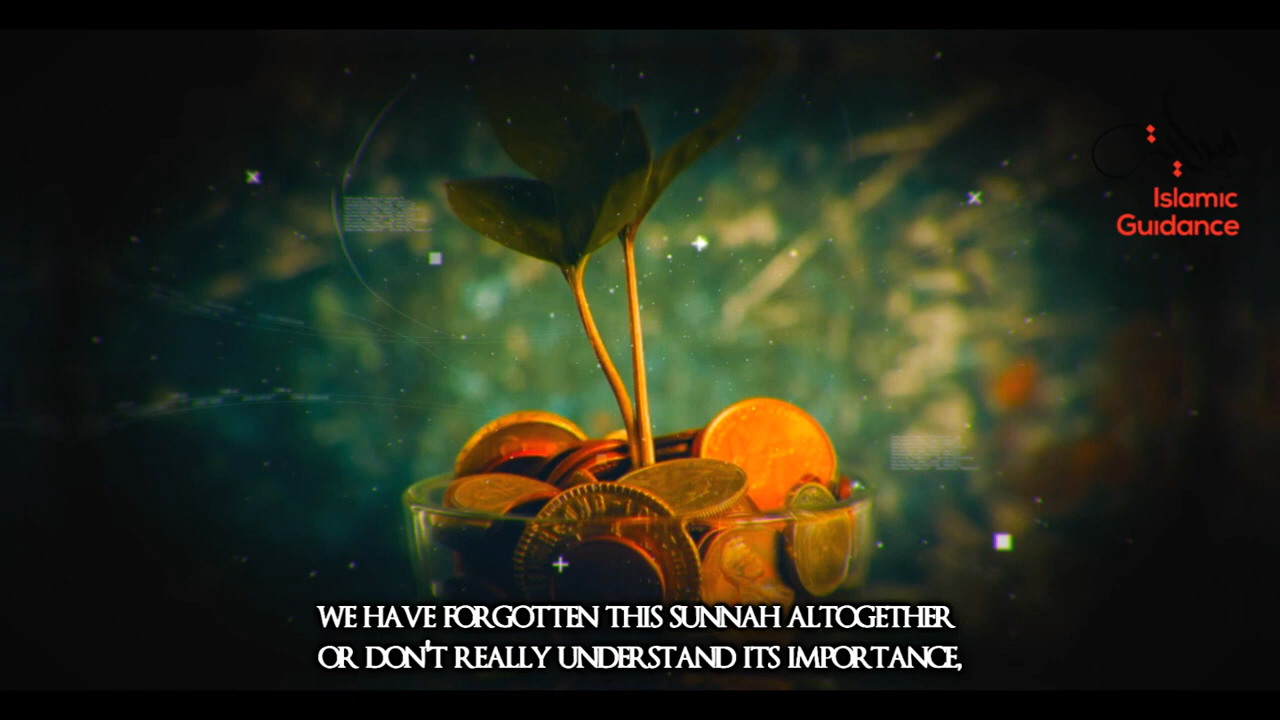 Islamic
Guidance
WE HAVE FORGOTTEN THIS SUNNAH ALTOGETHER
OR DON'T REALLY UNDERSTAND ITS IMPORTANCE,